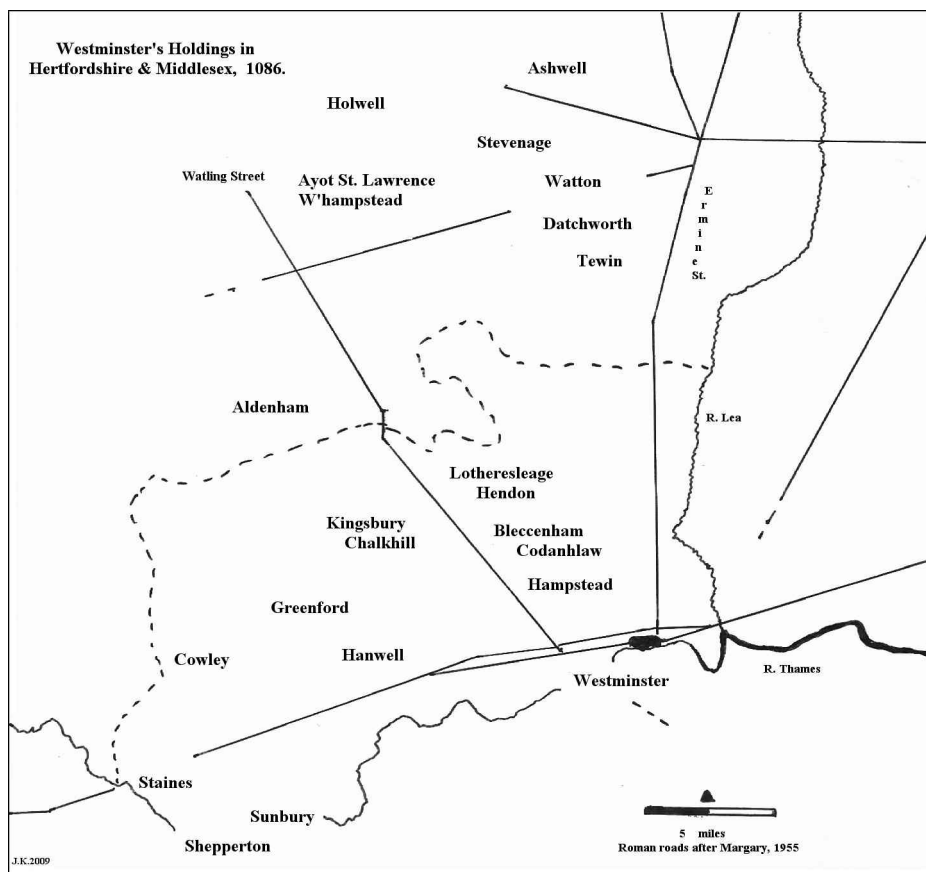 Westminster's Holdings in
Hertfordshire & Middlesex, 1086.
Ashwell
Holwell
Stevenage
Watling Street
Ayot St. Lawrence
W'hampstead
Watton
Ermine St.
Datchworth
Tewin
Aldenham
R. Lea
Lotheresleage
Hendon
Kingsbury
Chalkhill
Bleccenham
Codanhlaw
Hampstead
Greenford
Cowley
Hanwell
R. Thames
Westminster
Staines
Sunbury
Shepperton
5 miles
Roman roads after Margary, 1955
J.K.2009